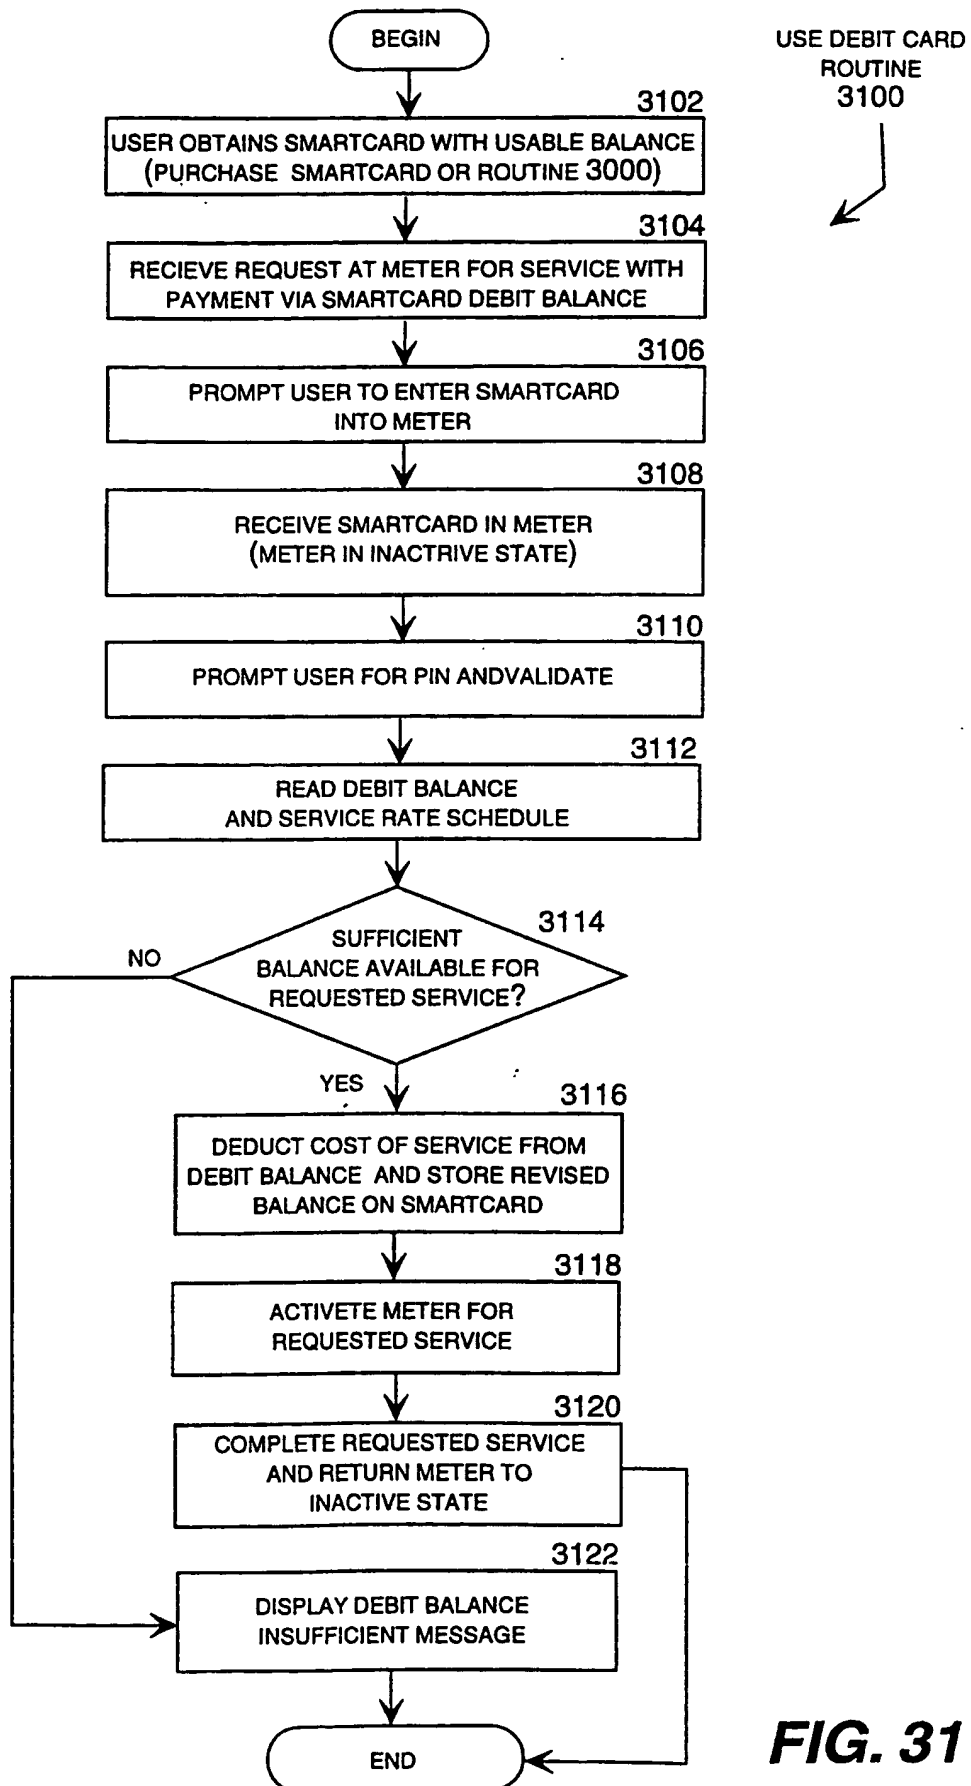 BEGIN
USE DEBIT CARD
ROUTINE
3100
3102
USER OBTAINS SMARTCARD WITH USABLE BALANCE
(PURCHASE SMARTCARD OR ROUTINE 3000)
3104
RECIEVE REQUEST AT METER FOR SERVICE WITH
PAYMENT VIA SMARTCARD DEBIT BALANCE
3106
PROMPT USER TO ENTER SMARTCARD
INTO METER
3108
RECEIVE SMARTCARD IN METER
(METER IN INACTRIVE STATE)
3110
PROMPT USER FOR PIN ANDVALIDATE
3112
READ DEBIT BALANCE
AND SERVICE RATE SCHEDULE
3114
SUFFICIENT
BALANCE AVAILABLE FOR
REQUESTED SERVICE?
NO
YES
3116
DEDUCT COST OF SERVICE FROM
DEBIT BALANCE AND STORE REVISED
BALANCE ON SMARTCARD
3118
ACTIVETE METER FOR
REQUESTED SERVICE
3120
COMPLETE REQUESTED SERVICE
AND RETURN METER TO
INACTIVE STATE
3122
DISPLAY DEBIT BALANCE
INSUFFICIENT MESSAGE
END
FIG. 31